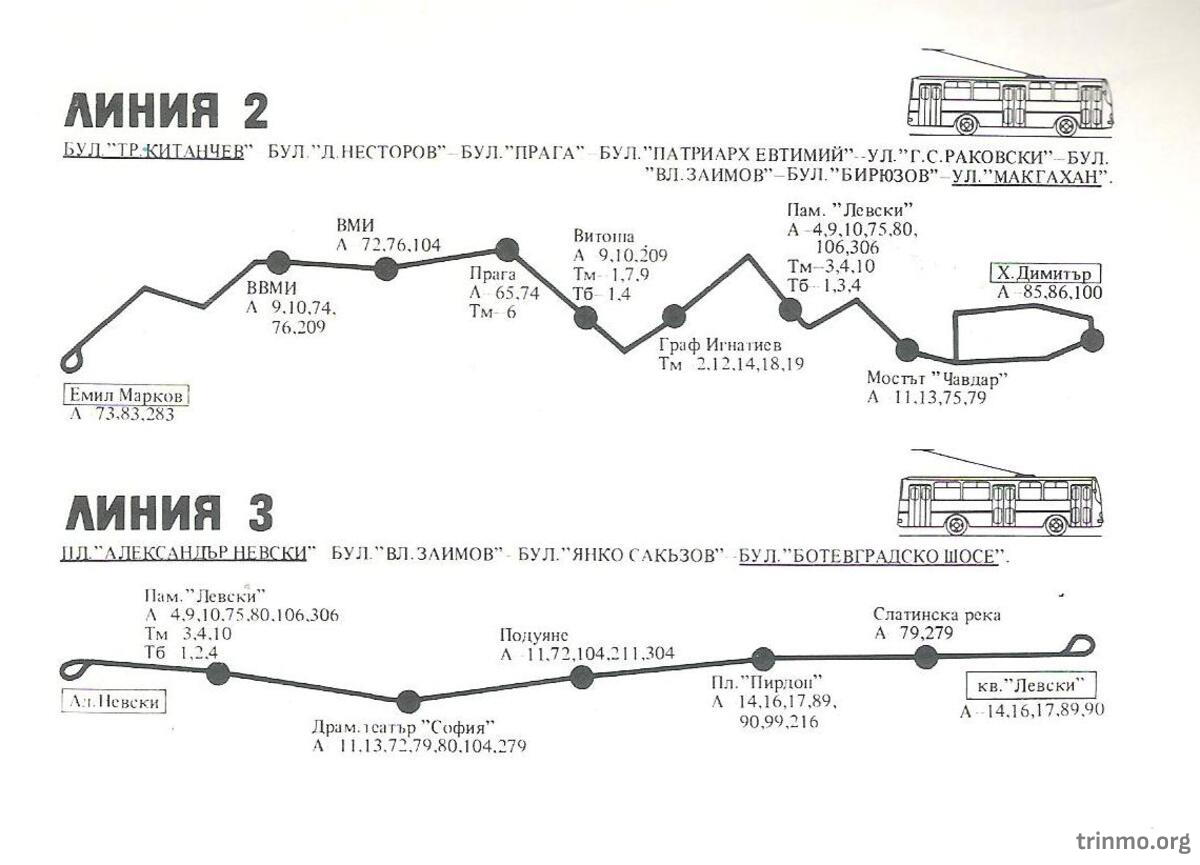 ЛИНИЯ 2
БУЛ."ТР.КИТАНЧЕВ" БУЛ."Д.НЕСТОРОВ"–БУЛ."ПРАГА"–БУЛ."ПАТРИАРХ ЕВТИМИЙ"--УЛ."Г.С.РАКОВСКИ"–БУЛ.
"ВЛ.ЗАИМОВ"–БУЛ."БИРЮЗОВ"–УЛ."МАКГАХАН".
ВМИ
А 72,76,104
ВВМИ
А 9,10,74,
76,209
Прага
А–65,74
Тм–6
Витоша
А 9,10,209
Тм–1,7,9
Тб–1,4
Граф Игнатиев
Тм 2,12,14,18,19
Пам. "Левски"
А –4,9,10,75,80,
106,306
Тм–3,4,10
Тб–1,3,4
Мостът "Чавдар"
А 11,13,75,79
Х.Димитър
А –85,86,100
Емил Марков
А 73,83,283
ЛИНИЯ 3
ПЛ."АЛЕКСАНДЪР НЕВСКИ" БУЛ."ВЛ.ЗАИМОВ" - БУЛ."ЯНКО САКЪЗОВ"–БУЛ."БОТЕВГРАДСКО ШОСЕ".
Пам."Левски"
А 4,9,10,75,80,106,306
Тм 3,4,10
Тб 1,2,4
Ал.Невски
Драм.театър "София"
А 11,13,72,79,80,104,279
Подуяне
А –11,72,104,211,304
Пл."Пирдоп"
А 14,16,17,89,
90,99,216
Слатинска река
А 79,279
кв."Левски"
А –14,16,17,89,90
trinmo.org